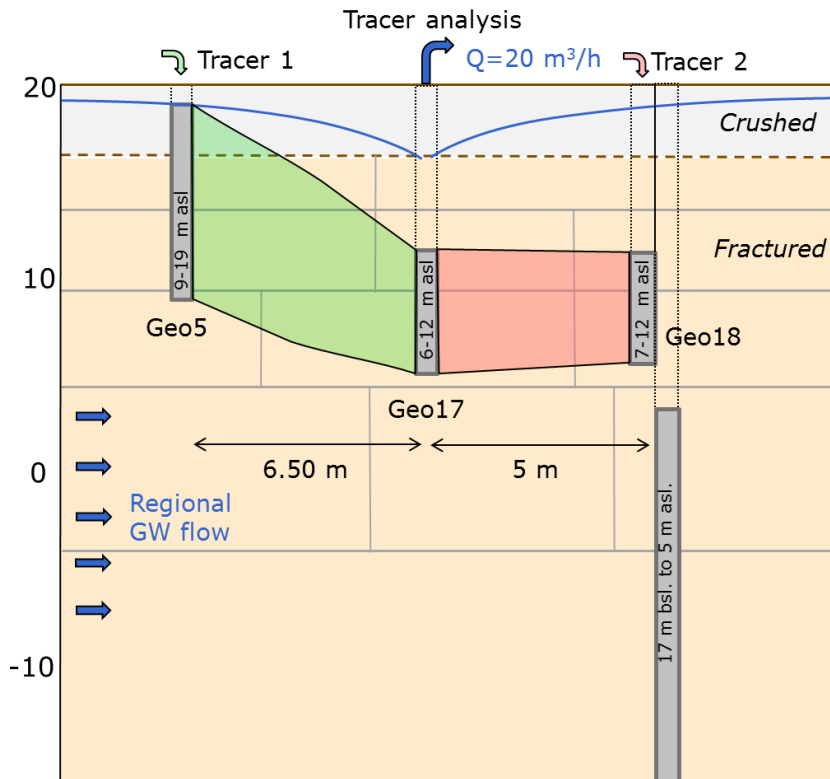 Tracer analysis
Tracer 1
Q=20 m³/h
Tracer 2
20
Crushed
9-19 m asl
6-12 m asl
7-12 m asl
Fractured
10
Geo5
Geo18
Geo17
0
6.50 m
5 m
Regional
GW flow
17 m bsl. to 5 m asl.
-10